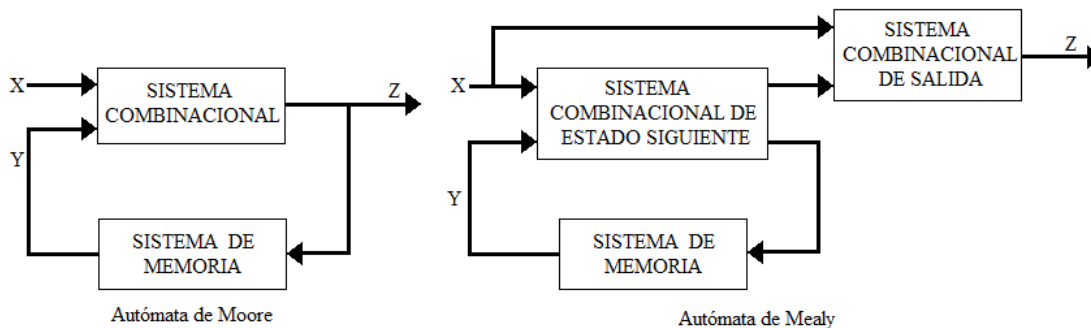 X
SISTEMA
COMBINACIONAL
Z
Y
SISTEMA DE
MEMORIA
Autómata de Moore
X
SISTEMA
COMBINACIONAL DE
ESTADO SIGUIENTE
SISTEMA
COMBINACIONAL
DE SALIDA
Z
Y
SISTEMA DE
MEMORIA
Autómata de Mealy